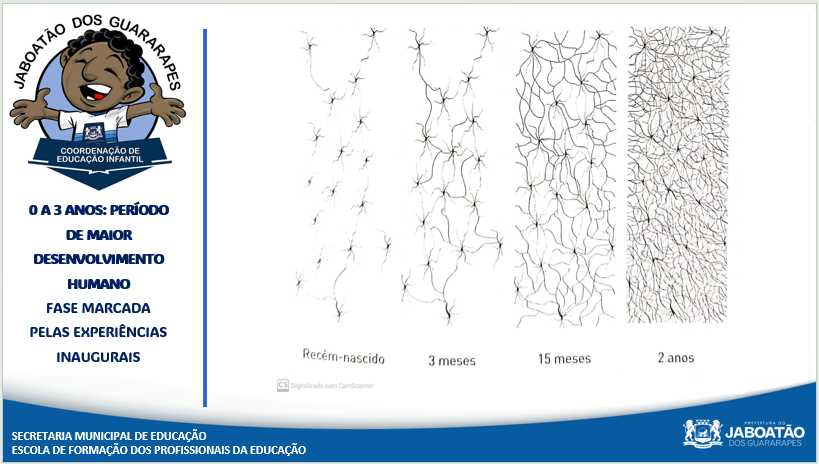 JABOATÃO DOS GUARARAPES
COORDENAÇÃO DE
EDUCAÇÃO INFANTIL
0 A 3 ANOS: PERÍODO
DE MAIOR
DESENVOLVIMENTO
HUMANO
FASE MARCADA
PELAS EXPERIÊNCIAS
INAUGURAIS
Recém-nascido
3 meses
15 meses
2 anos
CS Digitalizado com CamScanner
SECRETARIA MUNICIPAL DE EDUCAÇÃO
ESCOLA DE FORMAÇÃO DOS PROFISSIONAIS DA EDUCAÇÃO
PREFEITURA DO
JABOATÃO
DOS GUARARAPES